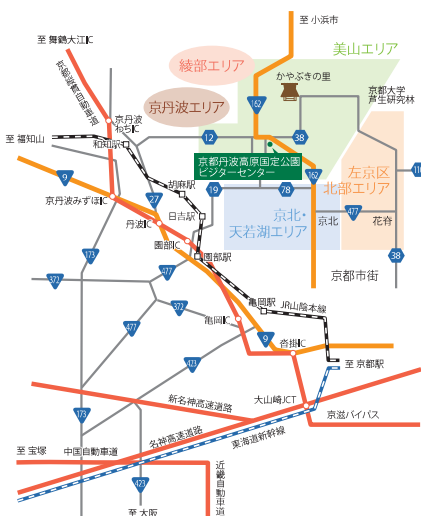 至 小浜市
至 舞鶴大江IC
美山エリア
綾部エリア
かやぶきの里
京都縦貫自動車道
京都大学
芦生研究林
162
京丹波エリア
京丹波
わちIC
至 福知山
和知駅
12
38
京都丹波高原国定公園
ビジターセンター
左京区
北部エリア
162
9
胡麻駅
19
78
京丹波みずほIC
27
日吉駅
477
丹波IC
京北・
天若湖エリア
京北
花脊
園部IC
173
園部駅
38
京都市街
477
372
亀岡駅
JR山陰本線
372
亀岡IC
477
9
沓掛IC
423
至 京都駅
新名神高速道路
大山崎JCT
173
京滋バイパス
名神高速道路
東海道新幹線
至 宝塚
中国自動車道
近畿自動車道
423
至 大阪